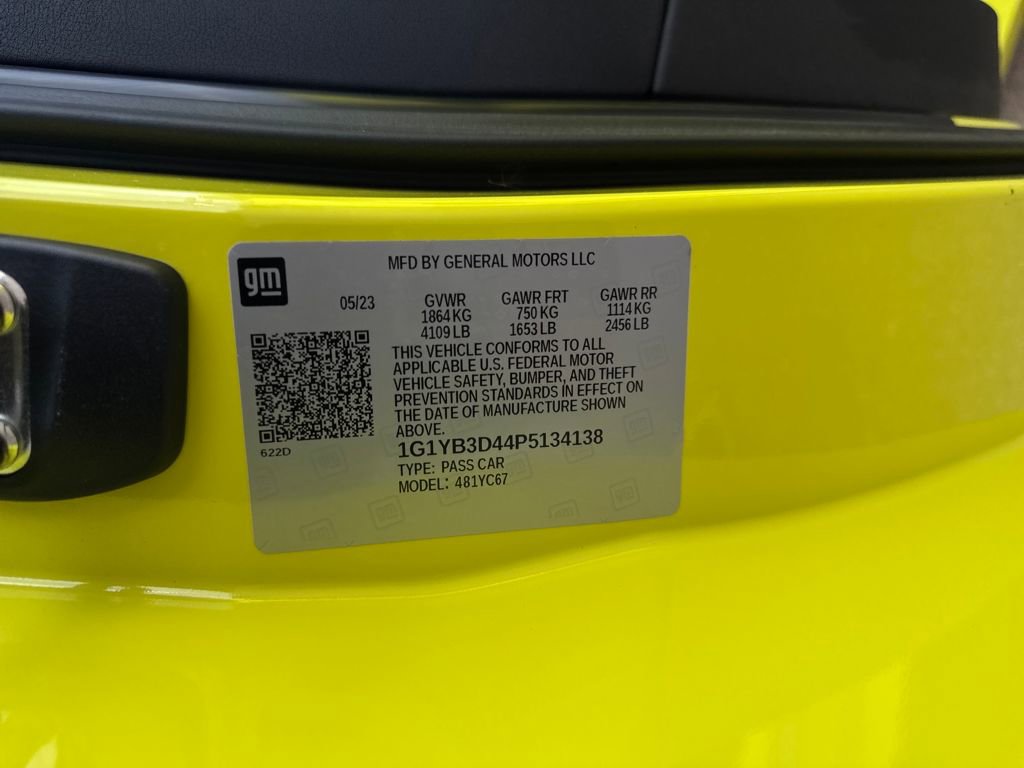 gm
MFD BY GENERAL MOTORS LLC
05/23 GVWR GAWR FRT GAWR RR
1864 KG 750 KG 1114 KG
4109 LB 1653 LB 2456 LB
THIS VEHICLE CONFORMS TO ALL
APPLICABLE U.S. FEDERAL MOTOR
VEHICLE SAFETY, BUMPER, AND THEFT
PREVENTION STANDARDS IN EFFECT ON
THE DATE OF MANUFACTURE SHOWN
ABOVE.
622D
1G1YB3D44P5134138
TYPE: PASS CAR
MODEL: 481YC67